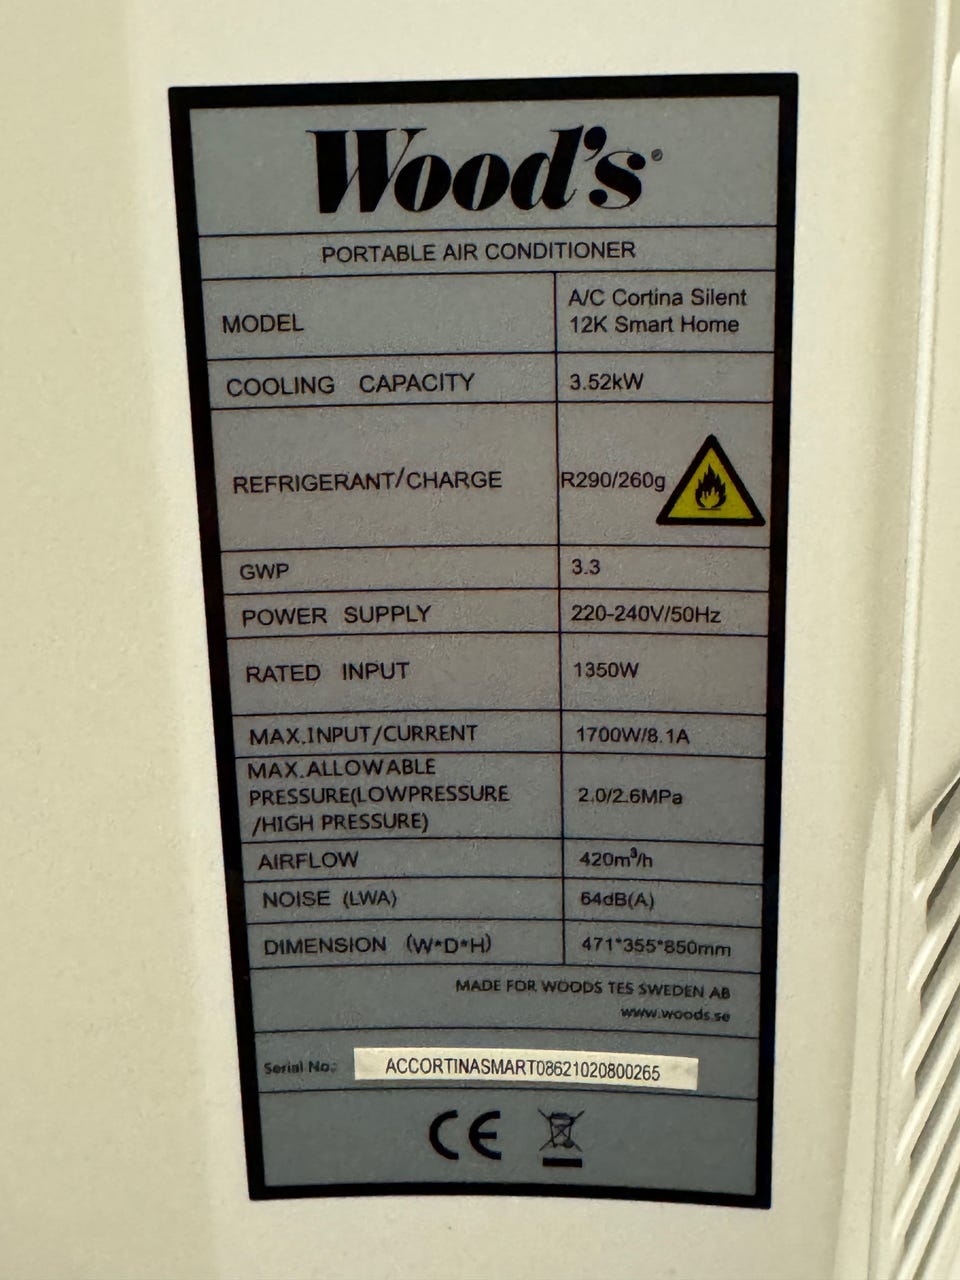 Wood's®
PORTABLE AIR CONDITIONER
MODEL A/C Cortina Silent
12K Smart Home
COOLING CAPACITY 3.52kW
REFRIGERANT/CHARGE R290/260g
GWP 3.3
POWER SUPPLY 220-240V/50Hz
RATED INPUT 1350W
MAX.INPUT/CURRENT 1700W/8.1A
MAX.ALLOWABLE
PRESSURE(LOWPRESSURE 2.0/2.6MPa
/HIGH PRESSURE)
AIRFLOW 420m³/h
NOISE (LWA) 64dB(A)
DIMENSION (W*D*H) 471*355*850mm
MADE FOR WOODS TES SWEDEN AB
www.woods.se
Serial No.: ACCORTINASMART08621020800265
CE